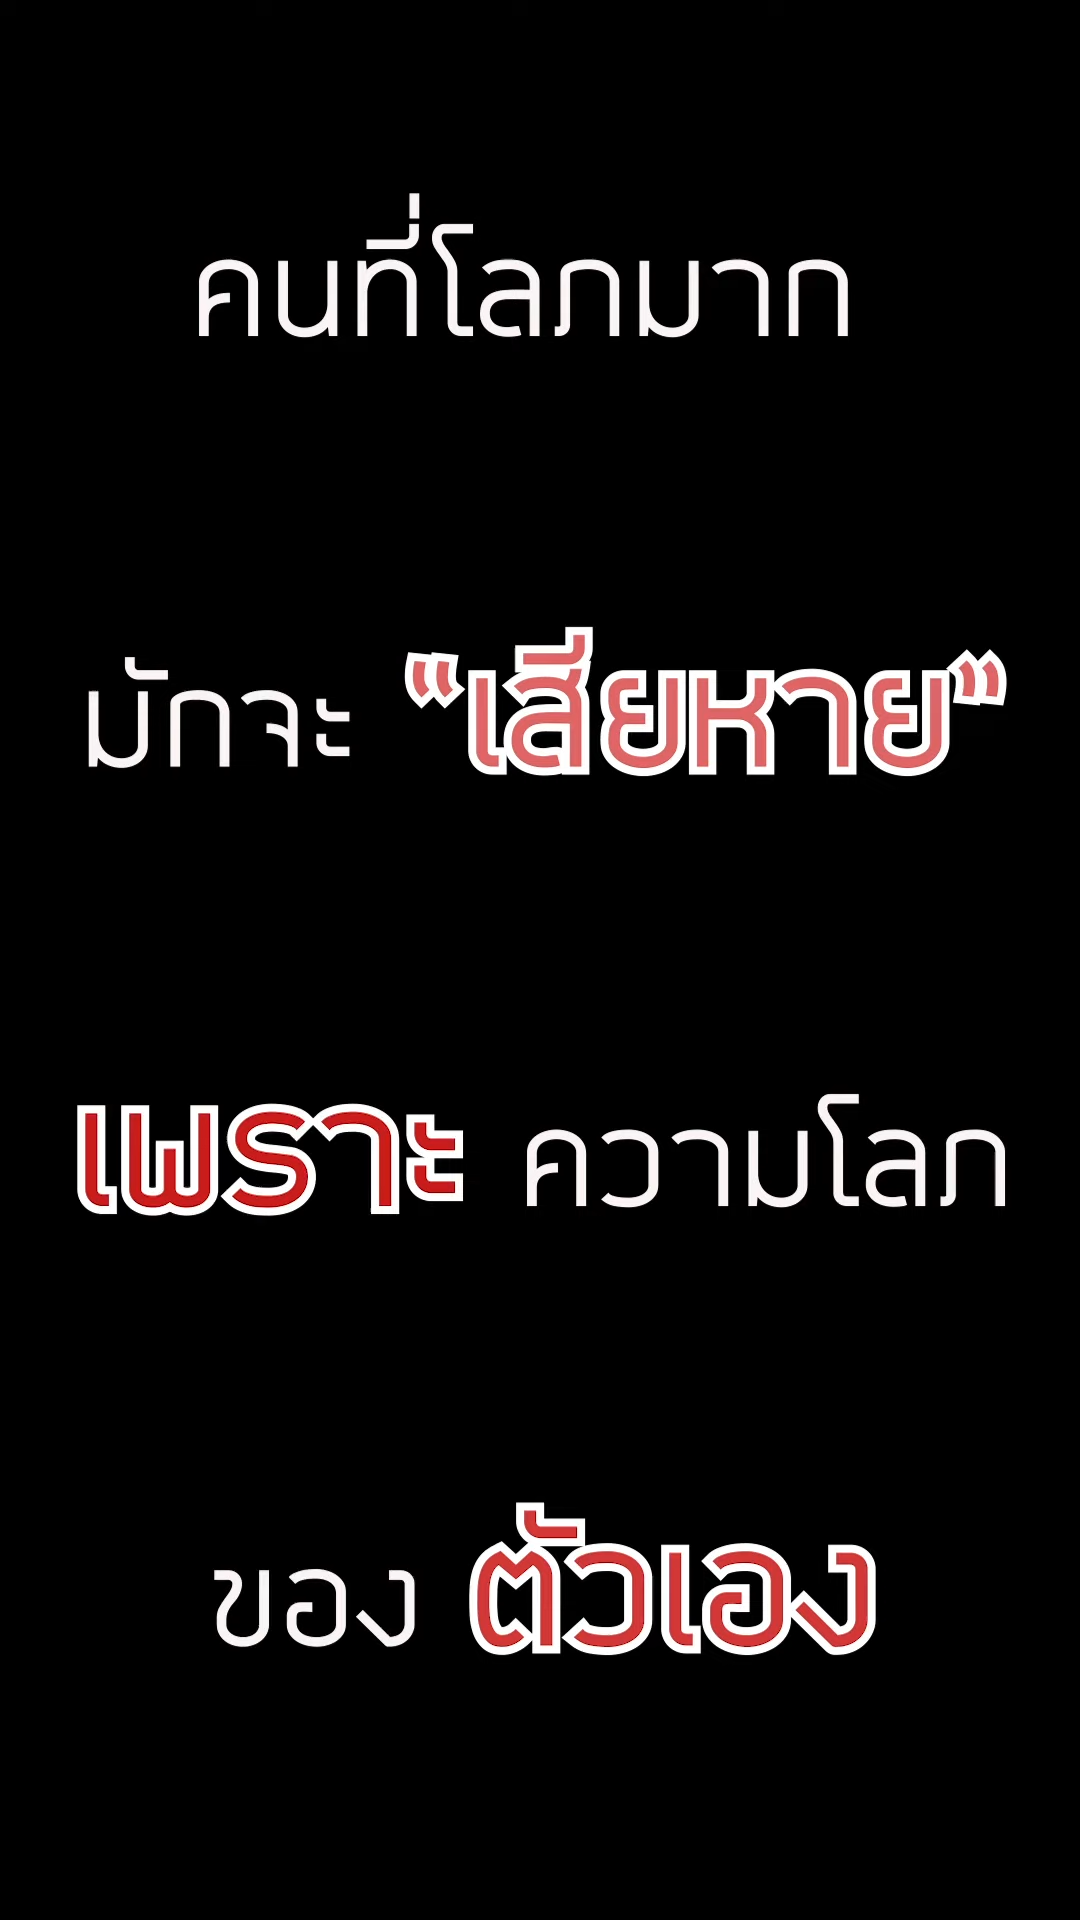 คนที่โลภมาก
มักจะ “เสียหาย”
เพราะ ความโลภ
ของ ตัวเอง